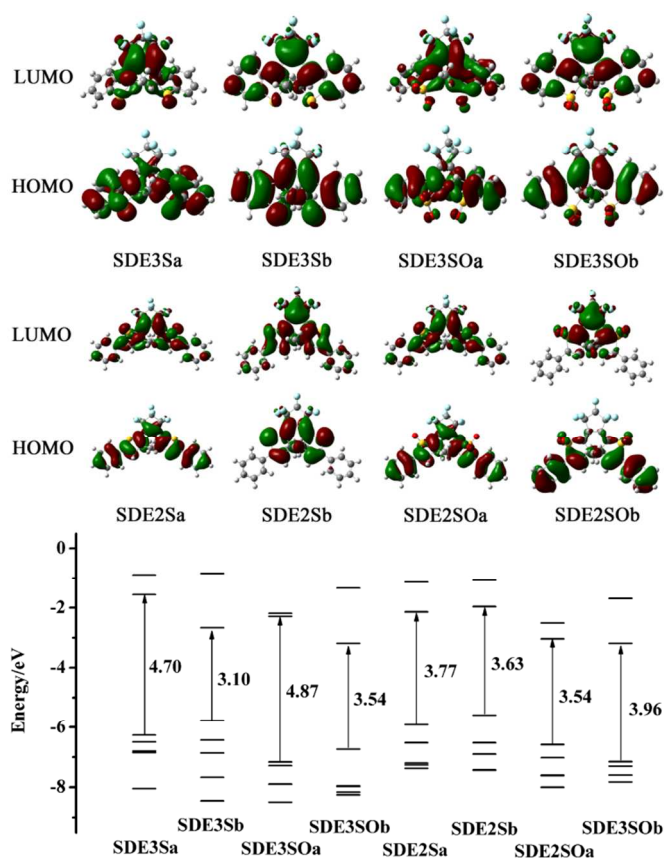 LUMO
HOMO
SDE3Sa SDE3Sb SDE3SOa SDE3SOb
LUMO
HOMO
SDE2Sa SDE2Sb SDE2SOa SDE2SOb
Energy/eV
0
-2
-4
-6
-8
4.70 3.10 4.87 3.54 3.77 3.63 3.54 3.96
SDE3Sa SDE3Sb SDE3SOa SDE3SOb SDE2Sa SDE2Sb SDE2SOa SDE3SOb